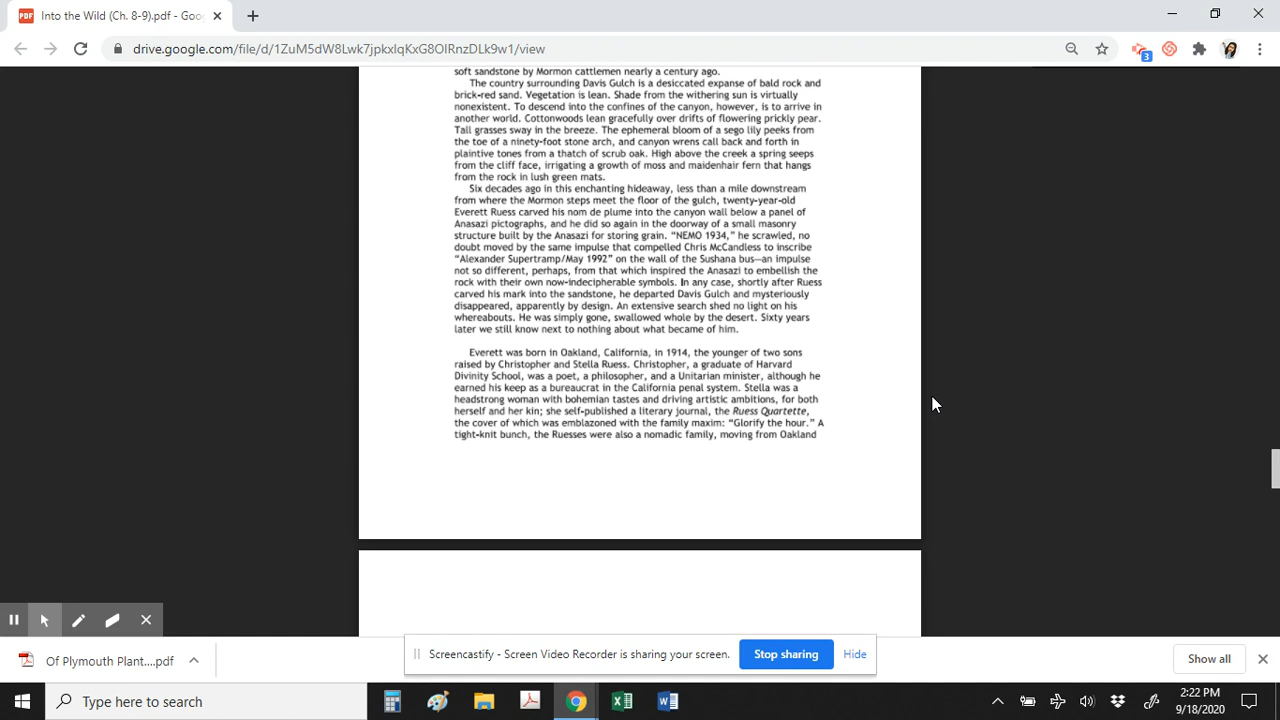 Into the Wild (Ch. 8-9).pdf - Goo
drive.google.com/file/d/1ZuM5dW8Lwk7jpkxlqKxG8OIRnzDLk9w1/view
3
soft sandstone by Mormon cattlemen nearly a century ago.
The country surrounding Davis Gulch is a desiccated expanse of bald rock and
brick-red sand. Vegetation is lean. Shade from the withering sun is virtually
nonexistent. To descend into the confines of the canyon, however, is to arrive in
another world. Cottonwoods lean gracefully over drifts of flowering prickly pear.
Tall grasses sway in the breeze. The ephemeral bloom of a sego lily peeks from
the toe of a ninety-foot stone arch, and canyon wrens call back and forth in
plaintive tones from a thatch of scrub oak. High above the creek a spring seeps
from the cliff face, irrigating a growth of moss and maidenhair fern that hangs
from the rock in lush green mats.
Six decades ago in this enchanting hideaway, less than a mile downstream
from where the Mormon steps meet the floor of the gulch, twenty-year-old
Everett Ruess carved his nom de plume into the canyon wall below a panel of
Anasazi pictographs, and he did so again in the doorway of a small masonry
structure built by the Anasazi for storing grain. “NEMO 1934,” he scrawled, no
doubt moved by the same impulse that compelled Chris McCandless to inscribe
“Alexander Supertramp/May 1992” on the wall of the Sushana bus—an impulse
not so different, perhaps, from that which inspired the Anasazi to embellish the
rock with their own now-indecipherable symbols. In any case, shortly after Ruess
carved his mark into the sandstone, he departed Davis Gulch and mysteriously
disappeared, apparently by design. An extensive search shed no light on his
whereabouts. He was simply gone, swallowed whole by the desert. Sixty years
later we still know next to nothing about what became of him.
Everett was born in Oakland, California, in 1914, the younger of two sons
raised by Christopher and Stella Ruess. Christopher, a graduate of Harvard
Divinity School, was a poet, a philosopher, and a Unitarian minister, although he
earned his keep as a bureaucrat in the California penal system. Stella was a
headstrong woman with bohemian tastes and driving artistic ambitions, for both
herself and her kin; she self-published a literary journal, the Ruess Quartette,
the cover of which was emblazoned with the family maxim: “Glorify the hour.” A
tight-knit bunch, the Ruesses were also a nomadic family, moving from Oakland
Screencastify - Screen Video Recorder is sharing your screen. Stop sharing Hide
Of Plymouth Plant....pdf
Show all
Type here to search
2:22 PM
9/18/2020